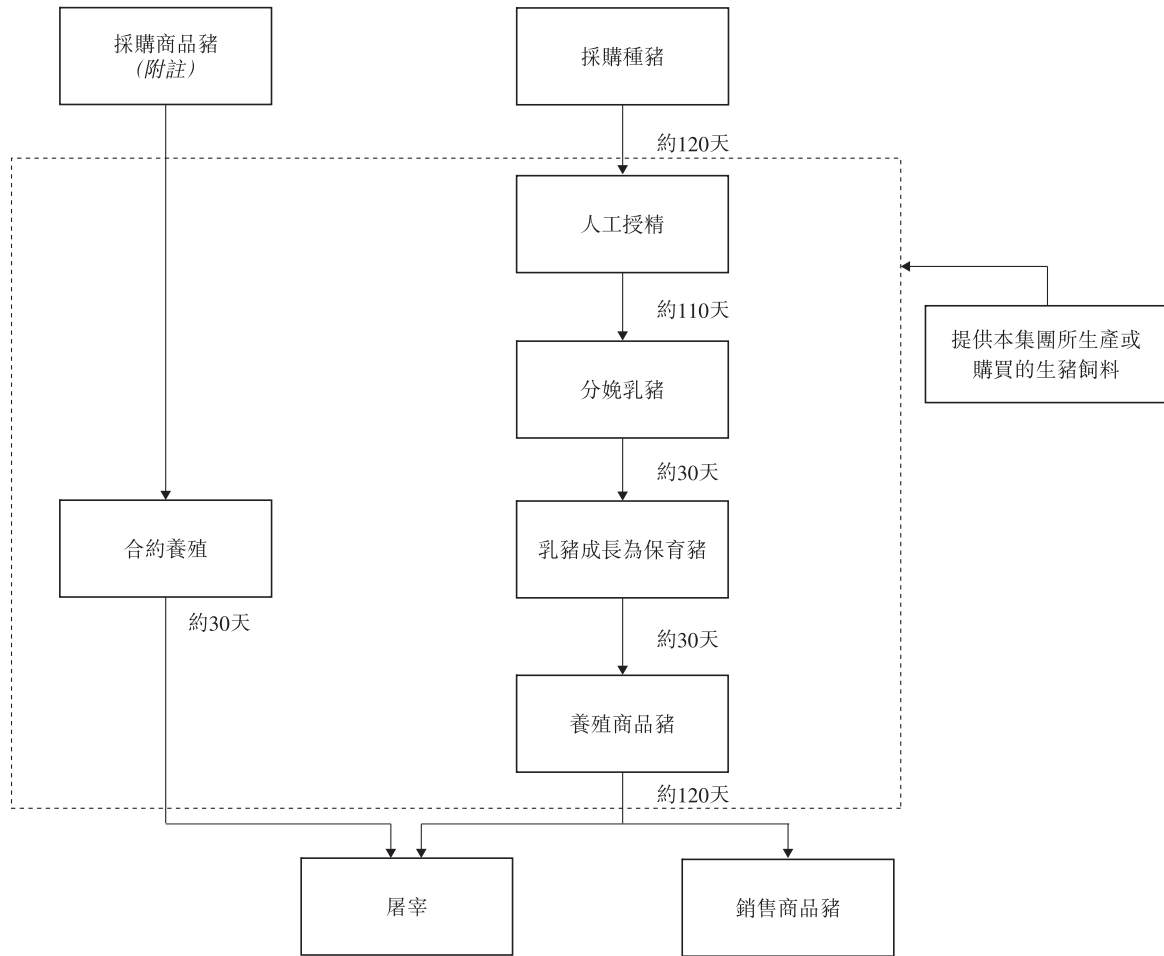 採購商品豬
(附註)
採購種豬
約120天
人工授精
約110天
提供本集團所生產或
購買的生豬飼料
分娩乳豬
約30天
合約養殖
乳豬成長為保育豬
約30天
約30天
養殖商品豬
約120天
屠宰
銷售商品豬